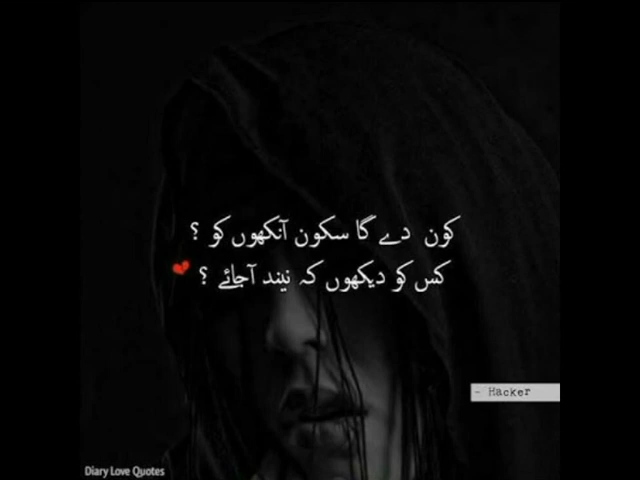 کون دے گا سکون آنکھوں کو ؟
کس کو دیکھوں کہ نیند آجائے ؟ 💔
- Hacker
Diary Love Quotes